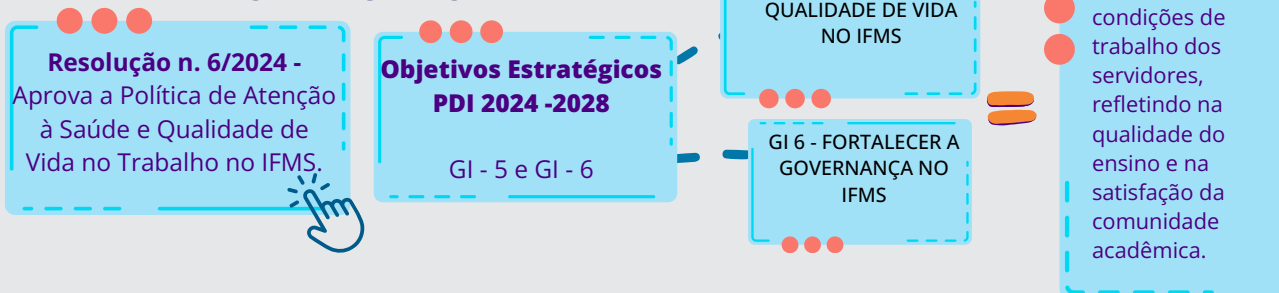 Resolução n. 6/2024 -
Aprova a Política de Atenção
à Saúde e Qualidade de
Vida no Trabalho no IFMS.
Objetivos Estratégicos
PDI 2024 -2028
GI - 5 e GI - 6
QUALIDADE DE VIDA
NO IFMS
GI 6 - FORTALECER A
GOVERNANÇA NO
IFMS
condições de
trabalho dos
servidores,
refletindo na
qualidade do
ensino e na
satisfação da
comunidade
acadêmica.